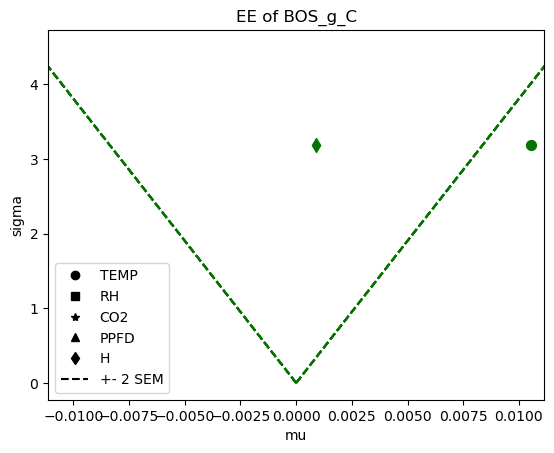 EE of BOS_g_C
sigma
4
3
2
1
0
TEMP
RH
CO2
PPFD
H
+- 2 SEM
−0.0100 −0.0075 −0.0050 −0.0025 0.0000 0.0025 0.0050 0.0075 0.0100
mu